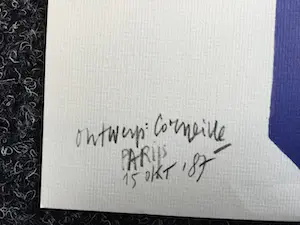 ontwerp: Corneille
PARIJS
15 OKT. '87